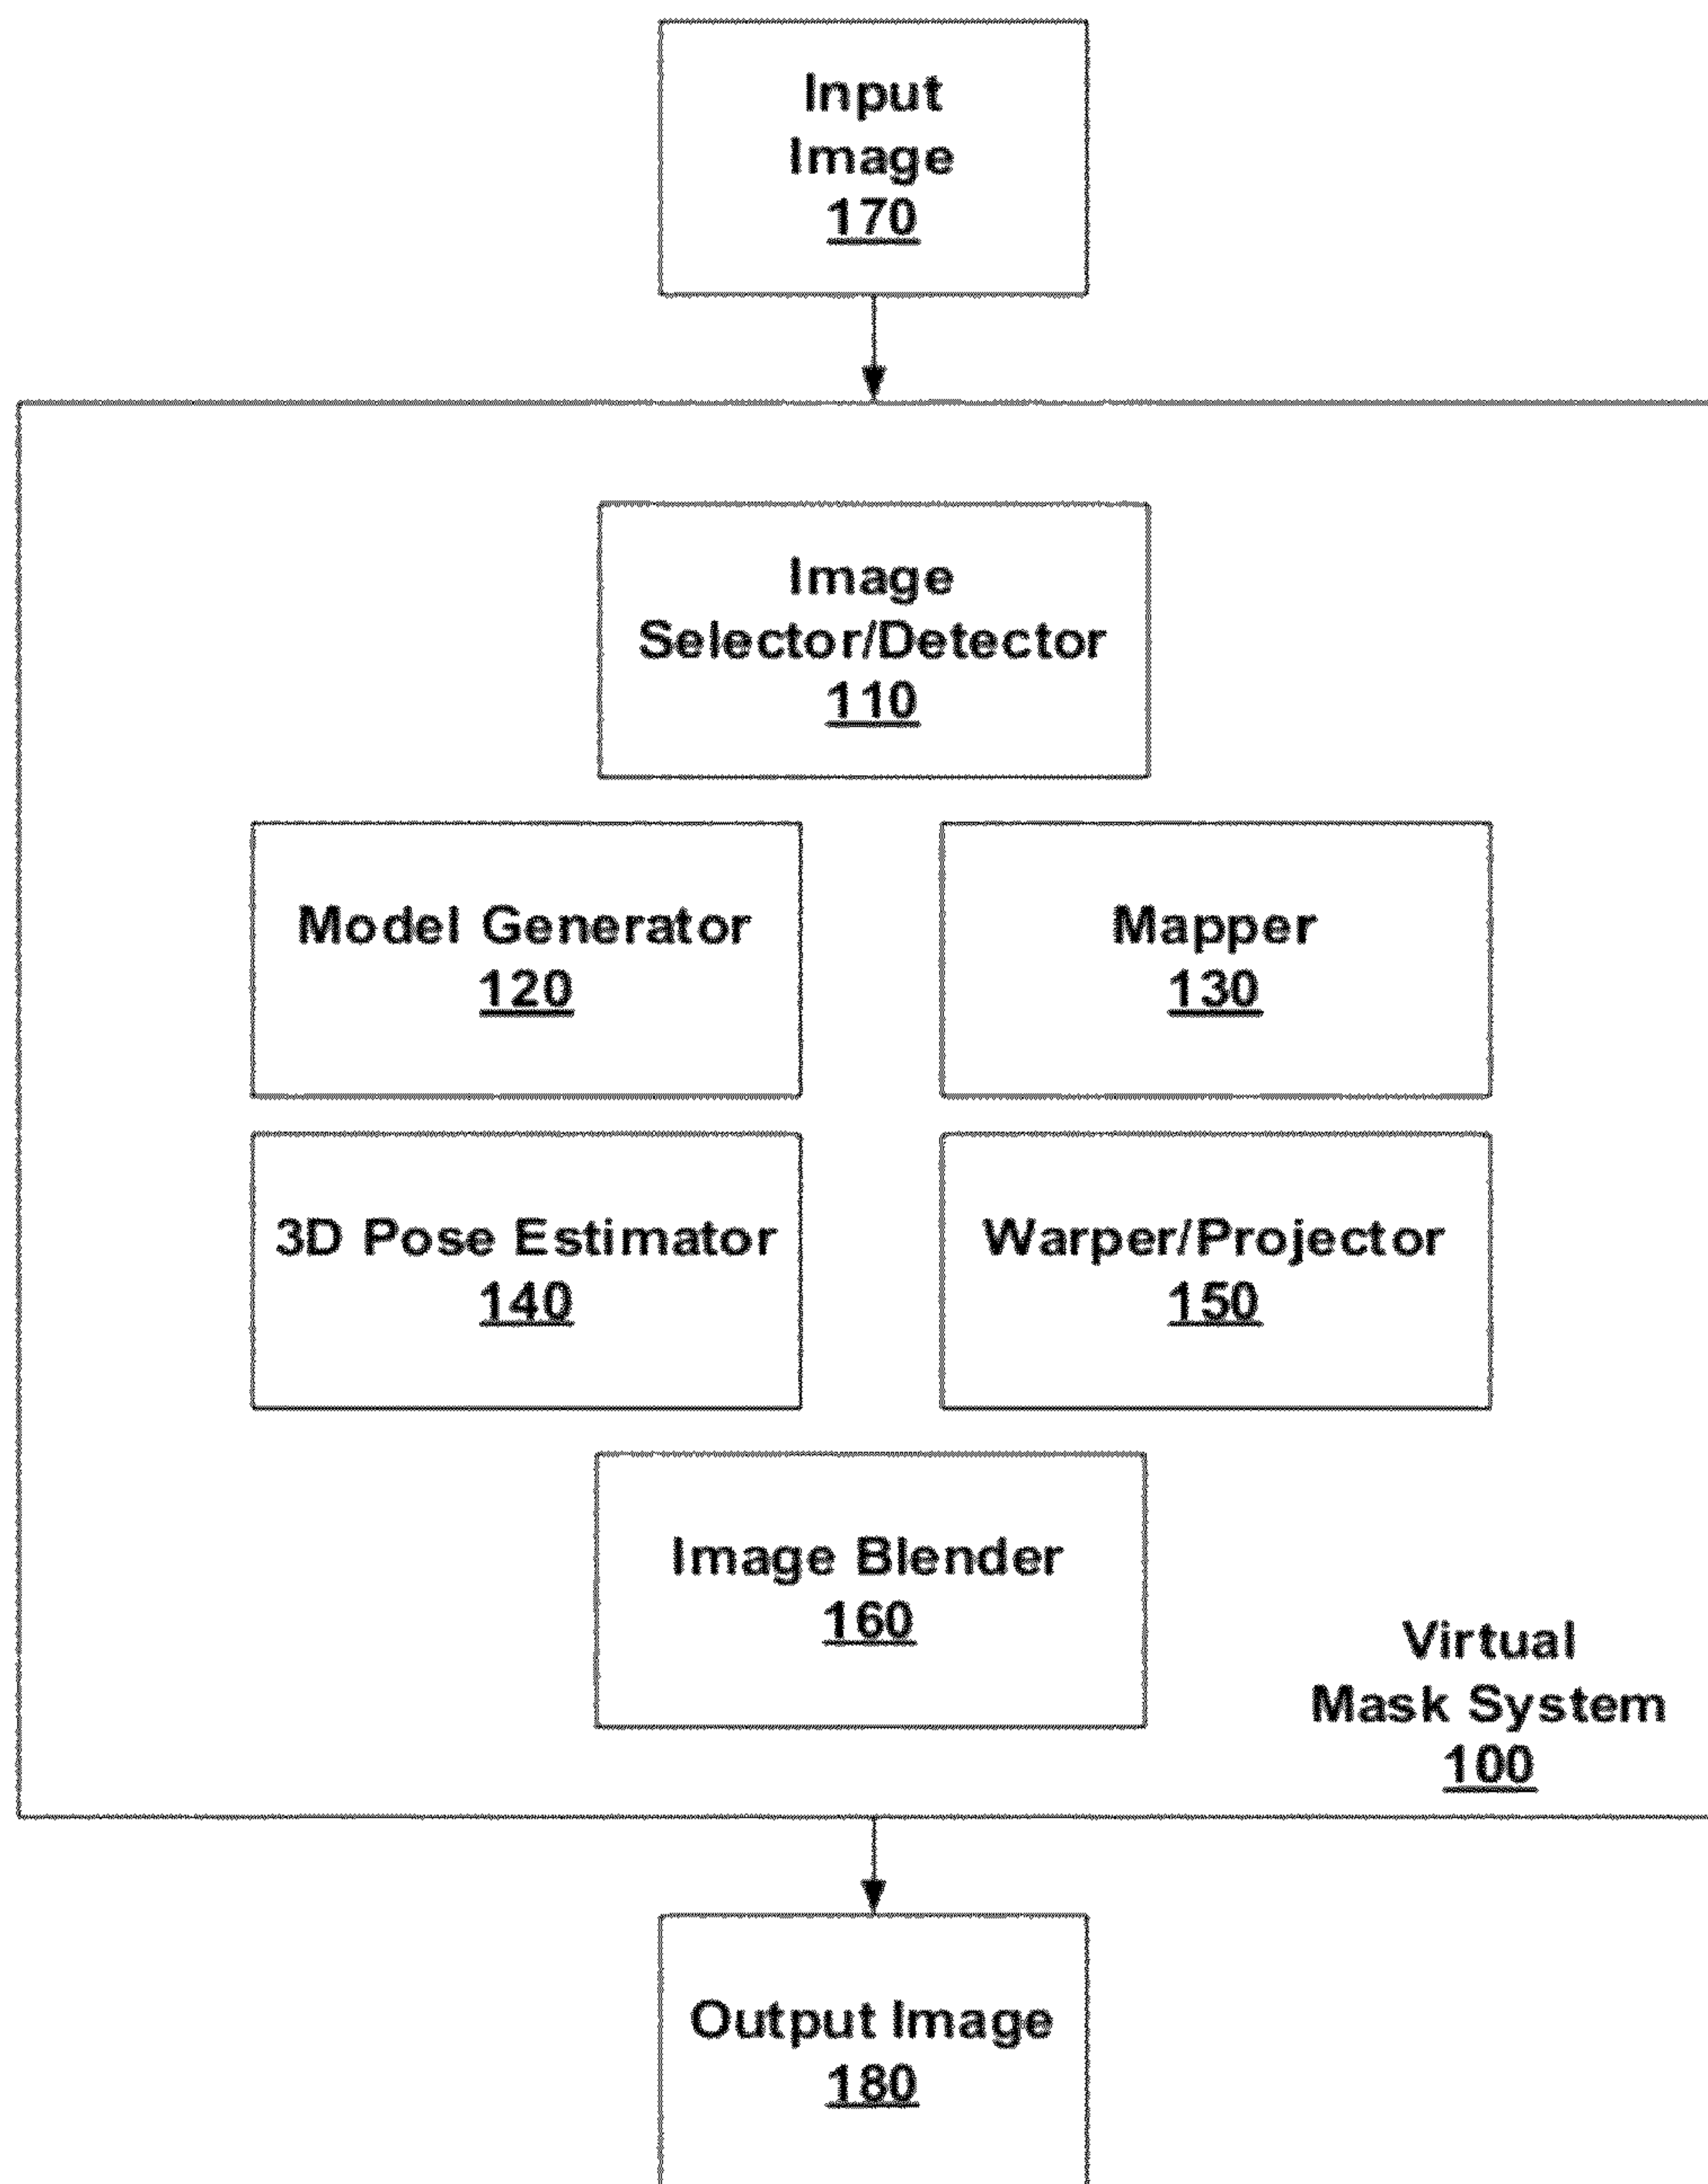 Input
Image
170
Image
Selector/Detector
110
Model Generator
120
Mapper
130
3D Pose Estimator
140
Warper/Projector
150
Image Blender
160
Virtual
Mask System
100
Output Image
180